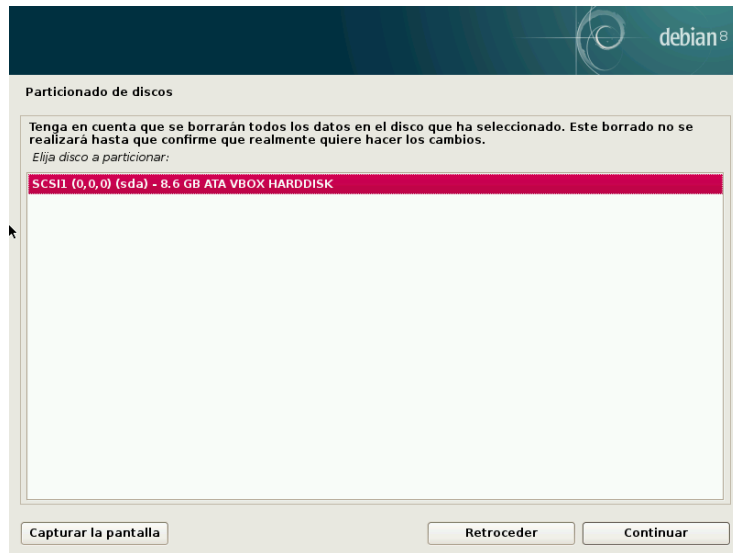 debian 8
Particionado de discos
Tenga en cuenta que se borrarán todos los datos en el disco que ha seleccionado. Este borrado no se
realizará hasta que confirme que realmente quiere hacer los cambios.
Elija disco a particionar:
SCSI1 (0,0,0) (sda) - 8.6 GB ATA VBOX HARDDISK
Capturar la pantalla
Retroceder
Continuar